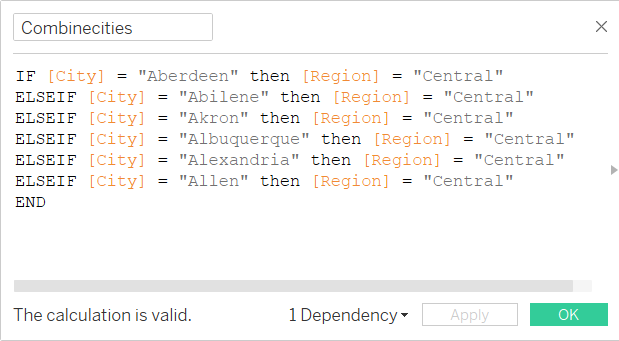 Combinecities
IF [City] = "Aberdeen" then [Region] = "Central"
ELSEIF [City] = "Abilene" then [Region] = "Central"
ELSEIF [City] = "Akron" then [Region] = "Central"
ELSEIF [City] = "Albuquerque" then [Region] = "Central"
ELSEIF [City] = "Alexandria" then [Region] = "Central"
ELSEIF [City] = "Allen" then [Region] = "Central"
END
The calculation is valid. 1 Dependency Apply OK